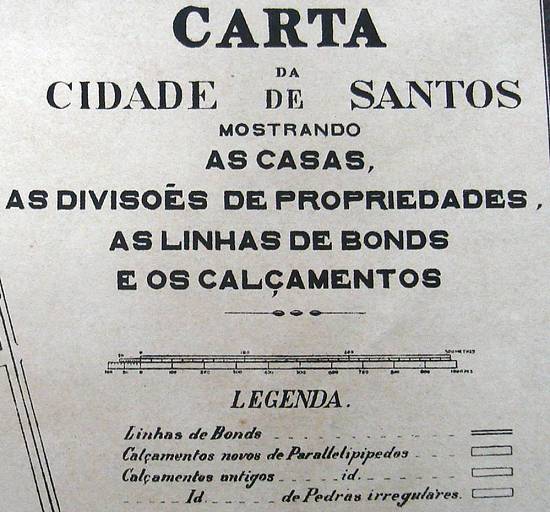 CARTA
DA
CIDADE DE SANTOS
MOSTRANDO
AS CASAS,
AS DIVISOẼS DE PROPRIEDADES,
AS LINHAS DE BONDS
E OS CALÇAMENTOS
LEGENDA.
Linhas de Bonds
Calçamentos novos de Parallelipipedos
Calçamentos antigos id.
Id. de Pedras irregulares.